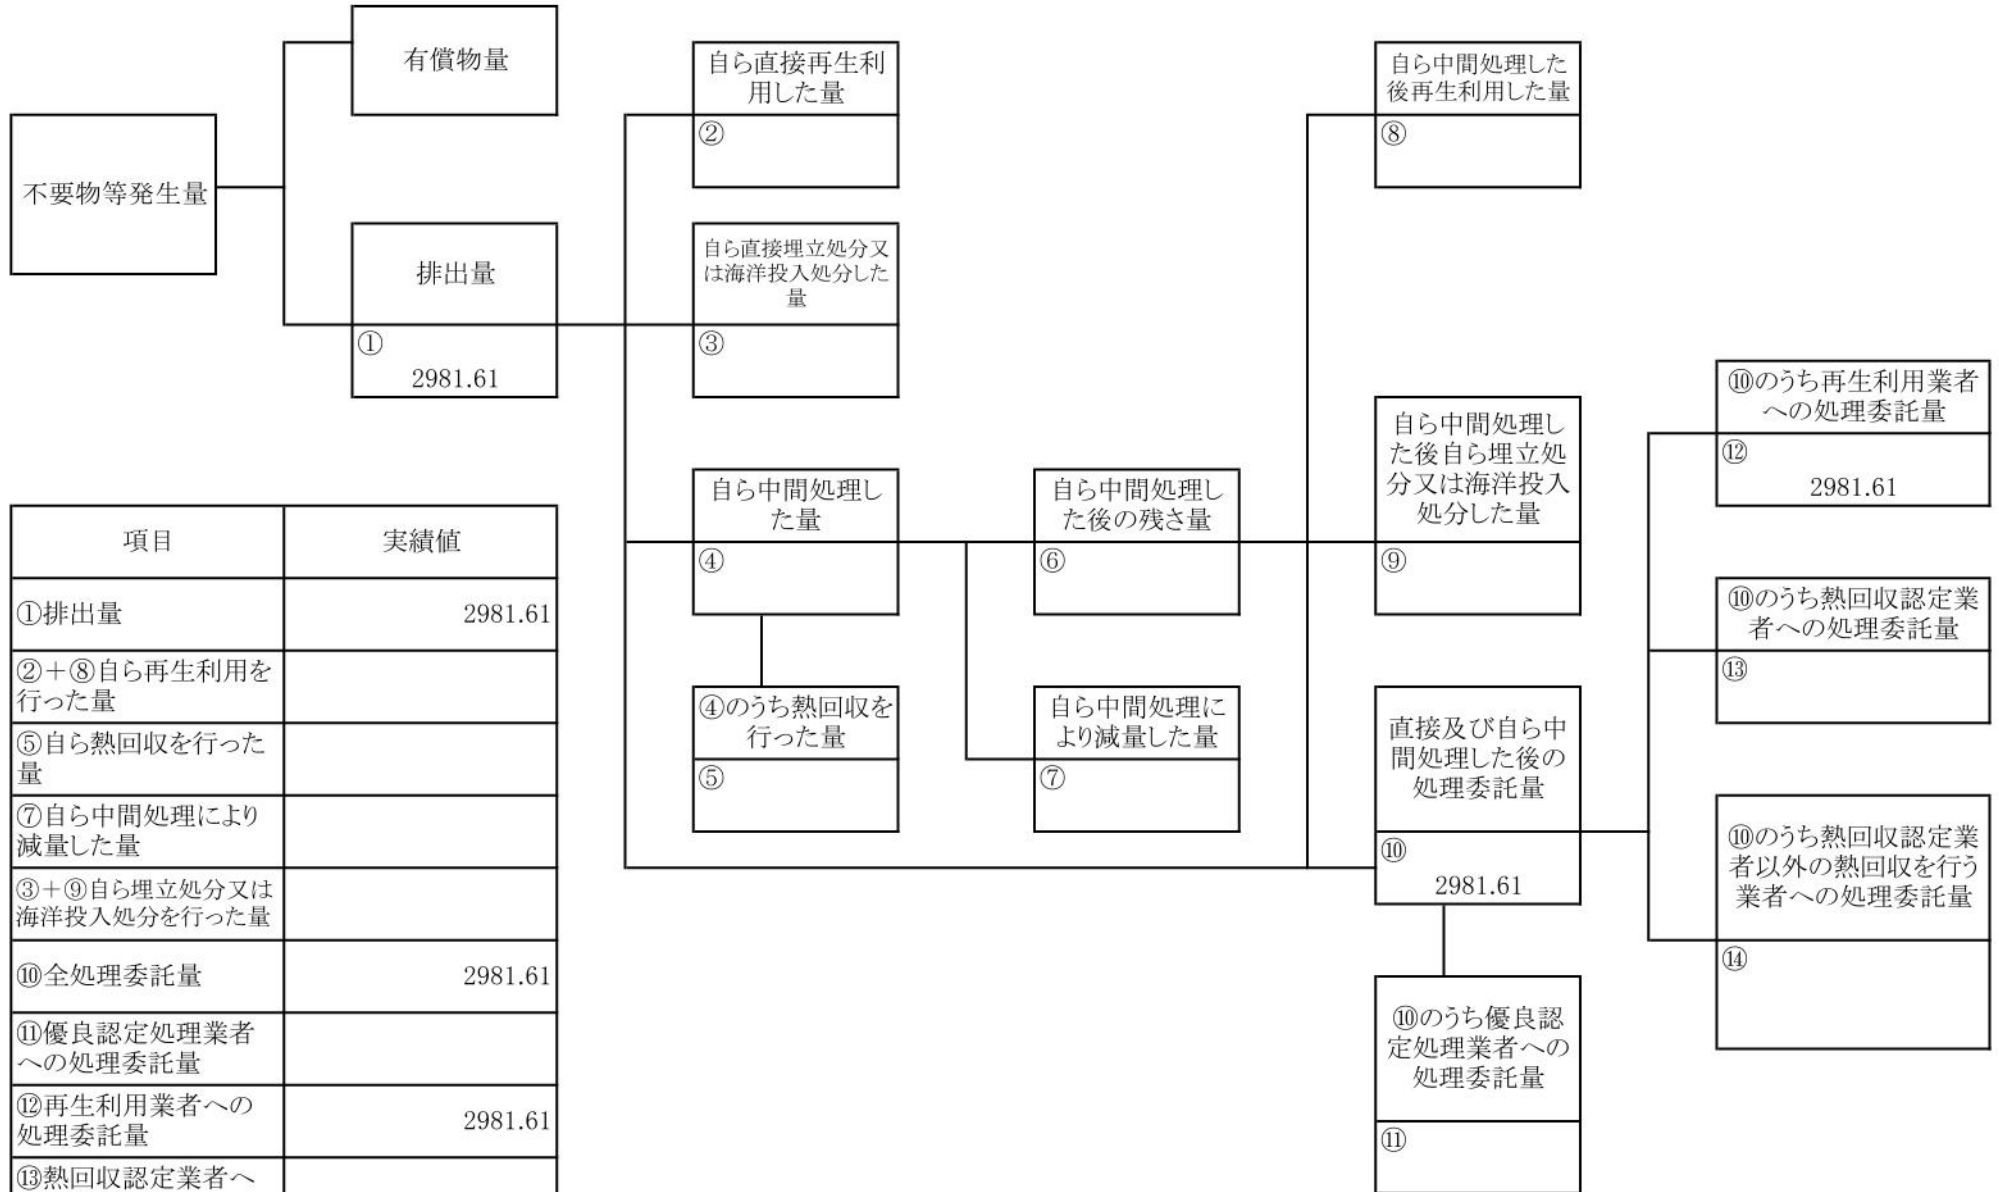 有償物量
不要物等発生量
排出量
①
2981.61
自ら直接再生利
用した量
②
自ら直接埋立処分又
は海洋投入処分した
量
③
自ら中間処理し
た量
④
④のうち熱回収を
行った量
⑤
自ら中間処理し
た後の残さ量
⑥
自ら中間処理に
より減量した量
⑦
自ら中間処理した
後再生利用した量
⑧
自ら中間処理し
た後自ら埋立処
分又は海洋投入
処分した量
⑨
直接及び自ら中
間処理した後の
処理委託量
⑩
2981.61
⑩のうち優良認
定処理業者への
処理委託量
⑪
⑩のうち再生利用業者
への処理委託量
⑫
2981.61
⑩のうち熱回収認定業
者への処理委託量
⑬
⑩のうち熱回収認定業
者以外の熱回収を行う
業者への処理委託量
⑭
項目 実績値
①排出量 2981.61
②＋⑧自ら再生利用を
行った量
⑤自ら熱回収を行った
量
⑦自ら中間処理により
減量した量
③＋⑨自ら埋立処分又は
海洋投入処分を行った量
⑩全処理委託量 2981.61
⑪優良認定処理業者
への処理委託量
⑫再生利用業者への
処理委託量 2981.61
⑬熱回収認定業者へ